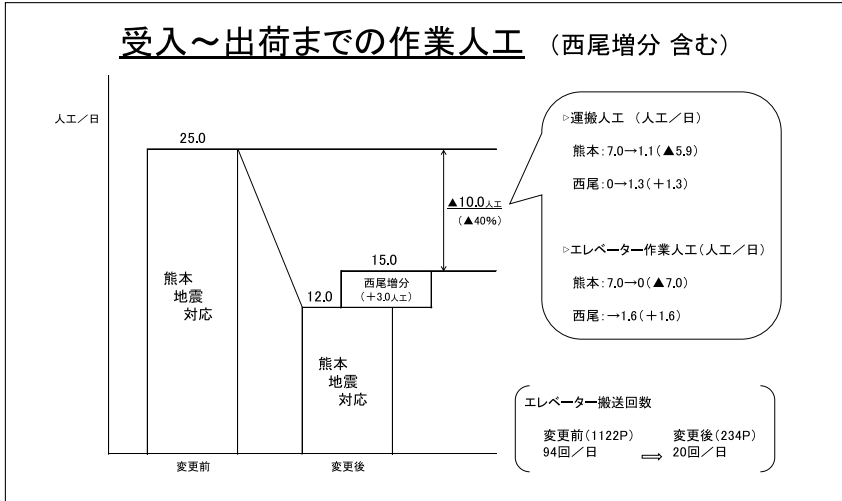 受入～出荷までの作業人工 （西尾増分 含む）
人工／日
25.0
熊本
地震
対応
12.0
15.0
西尾増分
（＋3.0人工）
熊本
地震
対応
▲10.0人工
（▲40％）
変更前
変更後
▷運搬人工 （人工／日）
熊本：7.0→1.1（▲5.9）
西尾：0→1.3（＋1.3）
▷エレベーター作業人工（人工／日）
熊本：7.0→0（▲7.0）
西尾：→1.6（＋1.6）
エレベーター搬送回数
変更前（1122P） 変更後（234P）
94回／日 ⇒ 20回／日